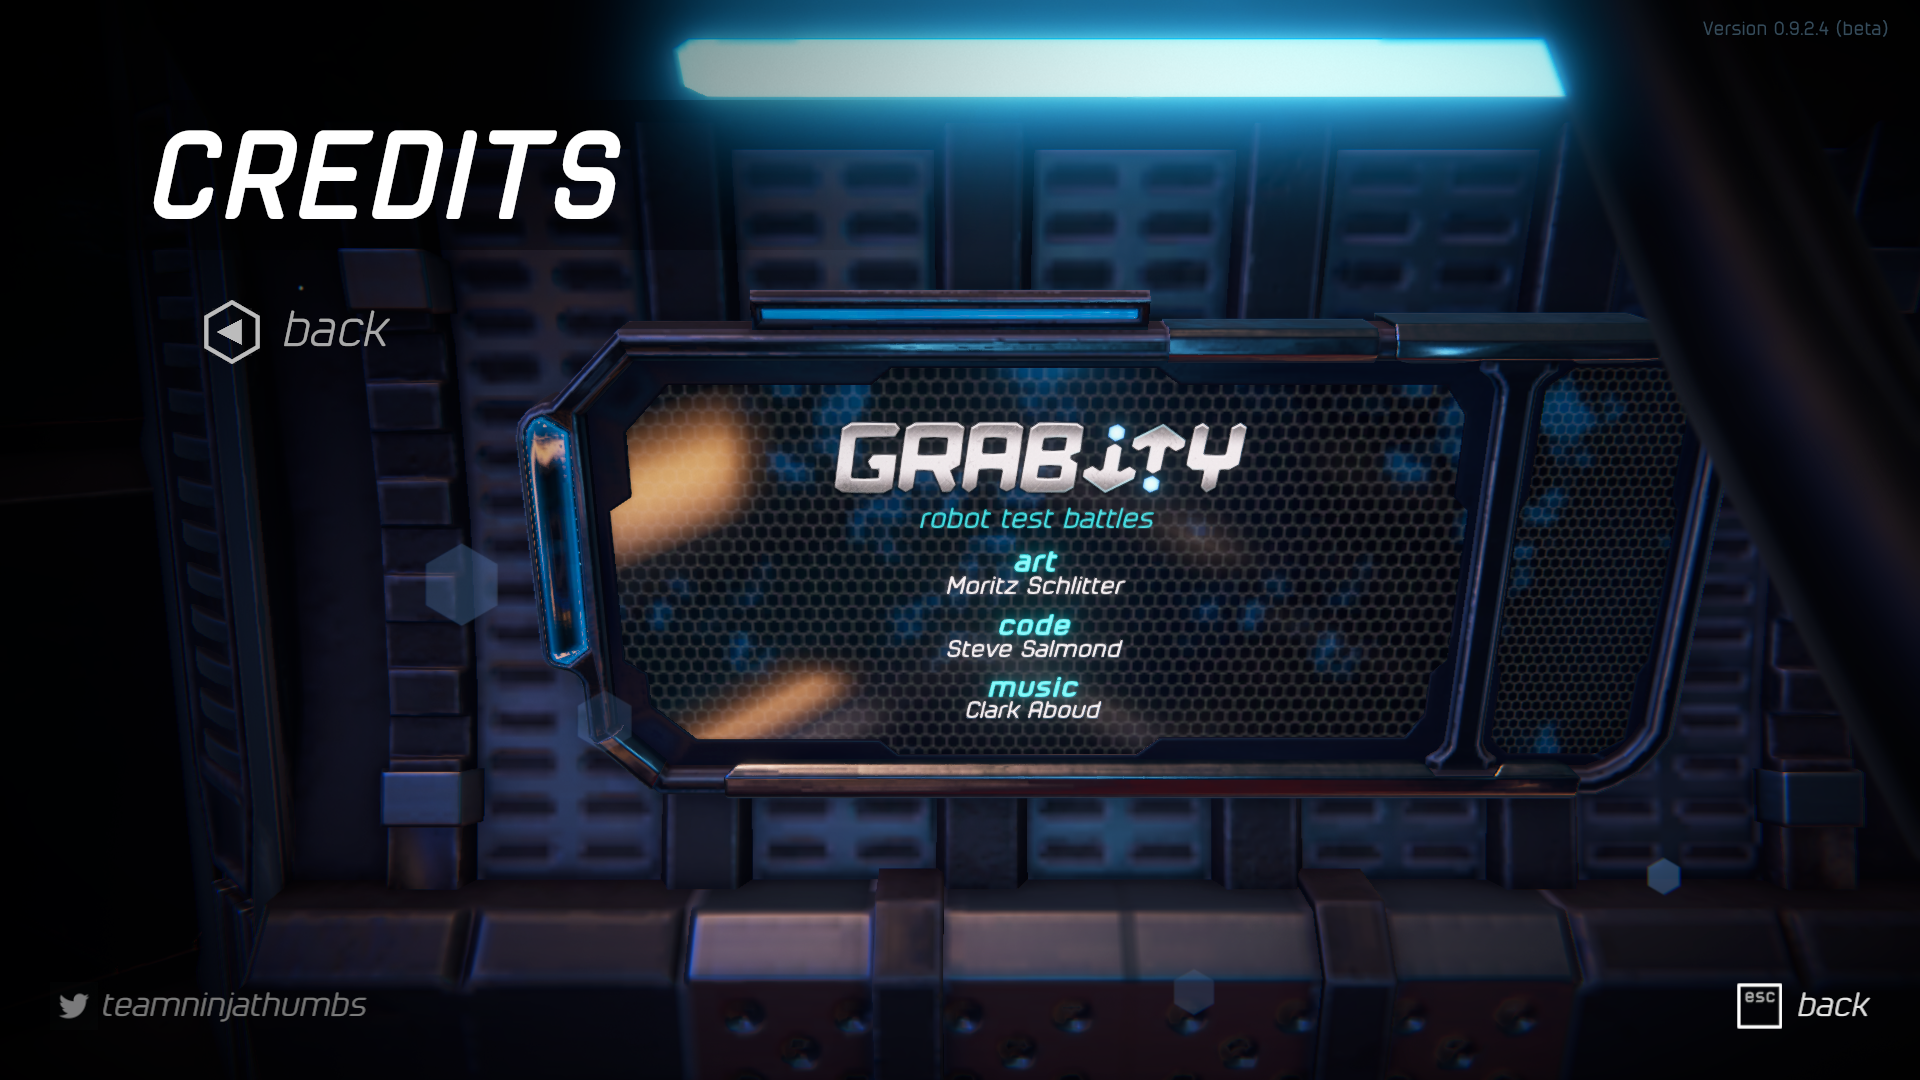 Version 0.9.2.4 (beta)
CREDITS
back
GRABITY
robot test battles
art
Moritz Schlitter
code
Steve Salmond
music
Clark Aboud
teamninjathumbs
esc back